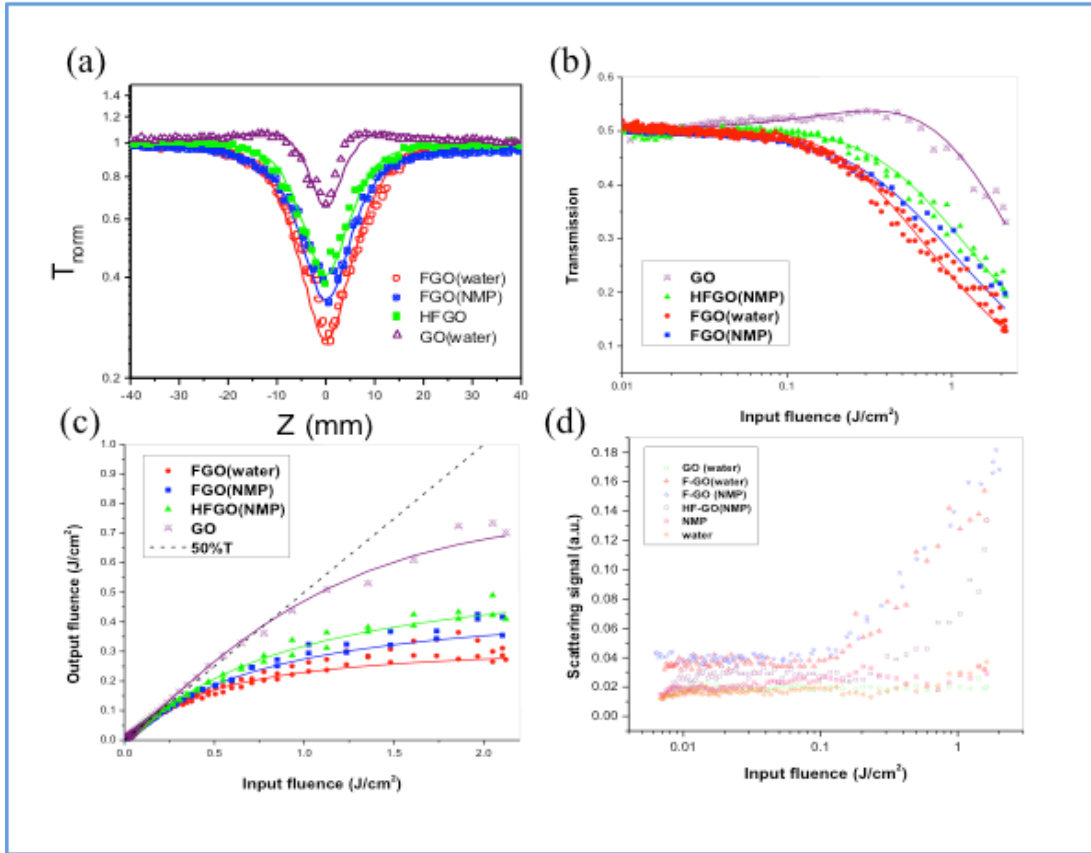 (a)
1.4
1.2
1
0.8
0.6
0.4
0.2
T_norm
-40 -30 -20 -10 0 10 20 30 40
Z (mm)
FGO(water)
FGO(NMP)
HFGO
GO(water)
(b)
0.6
0.5
0.4
0.3
0.2
0.1
Transmission
0.01 0.1 1
Input fluence (J/cm²)
GO
HFGO(NMP)
FGO(water)
FGO(NMP)
(c)
1.0
0.9
0.8
0.7
0.6
0.5
0.4
0.3
0.2
0.1
0.0
Output fluence (J/cm²)
0.0 0.5 1.0 1.5 2.0
Input fluence (J/cm²)
FGO(water)
FGO(NMP)
HFGO(NMP)
GO
50%T
(d)
0.18
0.16
0.14
0.12
0.10
0.08
0.06
0.04
0.02
0.00
Scattering signal (a.u.)
0.01 0.1 1
Input fluence (J/cm²)
GO (water)
F-GO(water)
F-GO (NMP)
HF-GO(NMP)
NMP
water